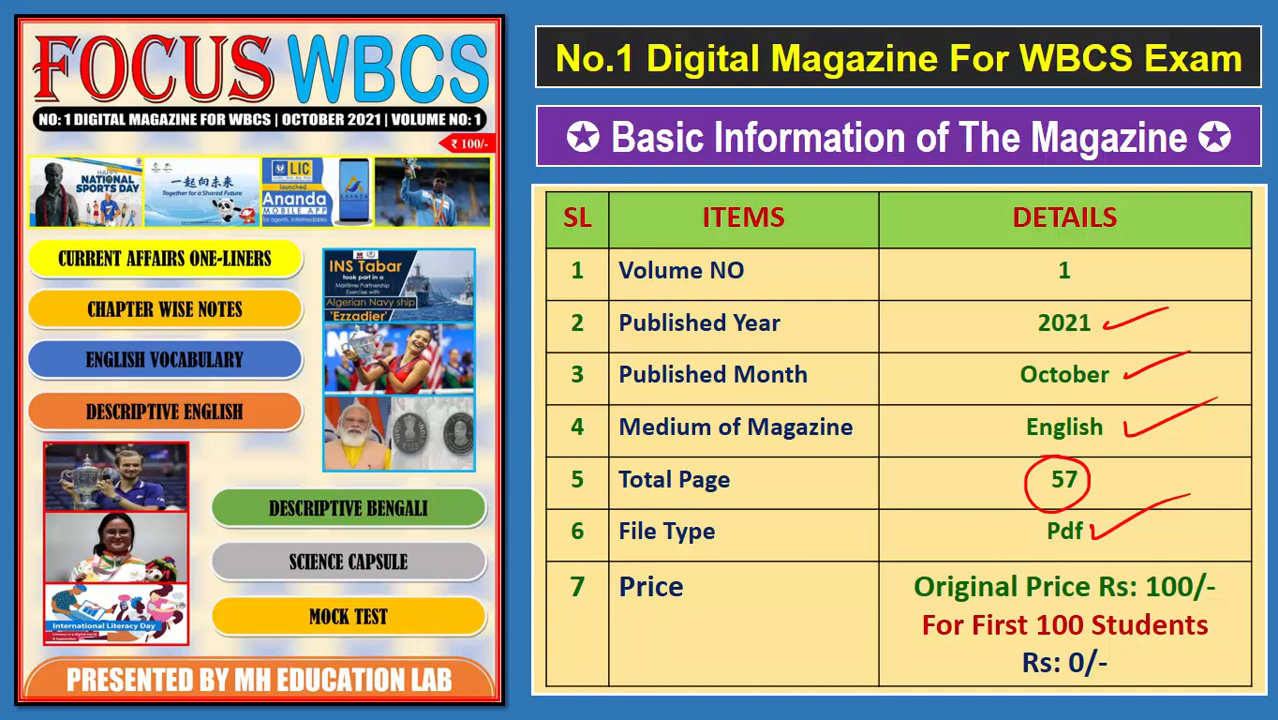 FOCUS WBCS
NO: 1 DIGITAL MAGAZINE FOR WBCS | OCTOBER 2021 | VOLUME NO: 1
₹ 100/-
HAPPY
NATIONAL
SPORTS DAY
一起向未来
Together for a Shared Future
LIC
launched
Ananda
MOBILE APP
for agents, intermediaries
ANANDA
CURRENT AFFAIRS ONE-LINERS
CHAPTER WISE NOTES
ENGLISH VOCABULARY
DESCRIPTIVE ENGLISH
INS Tabar
took part in a
Maritime Partnership
Exercise with
Algerian Navy ship
'Ezzadjer'
International Literacy Day
DESCRIPTIVE BENGALI
SCIENCE CAPSULE
MOCK TEST
PRESENTED BY MH EDUCATION LAB
No.1 Digital Magazine For WBCS Exam
✪ Basic Information of The Magazine ✪
SL ITEMS DETAILS
1 Volume NO 1
2 Published Year 2021
3 Published Month October
4 Medium of Magazine English
5 Total Page 57
6 File Type Pdf
7 Price Original Price Rs: 100/-
For First 100 Students
Rs: 0/-